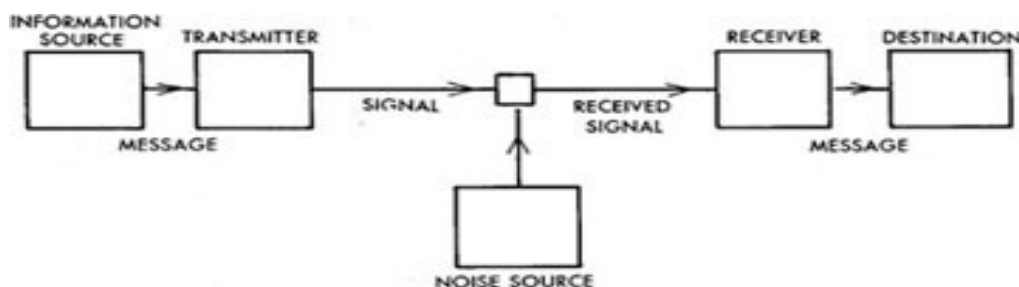 INFORMATION
SOURCE
TRANSMITTER
RECEIVER
DESTINATION
SIGNAL
RECEIVED
SIGNAL
MESSAGE
MESSAGE
NOISE SOURCE